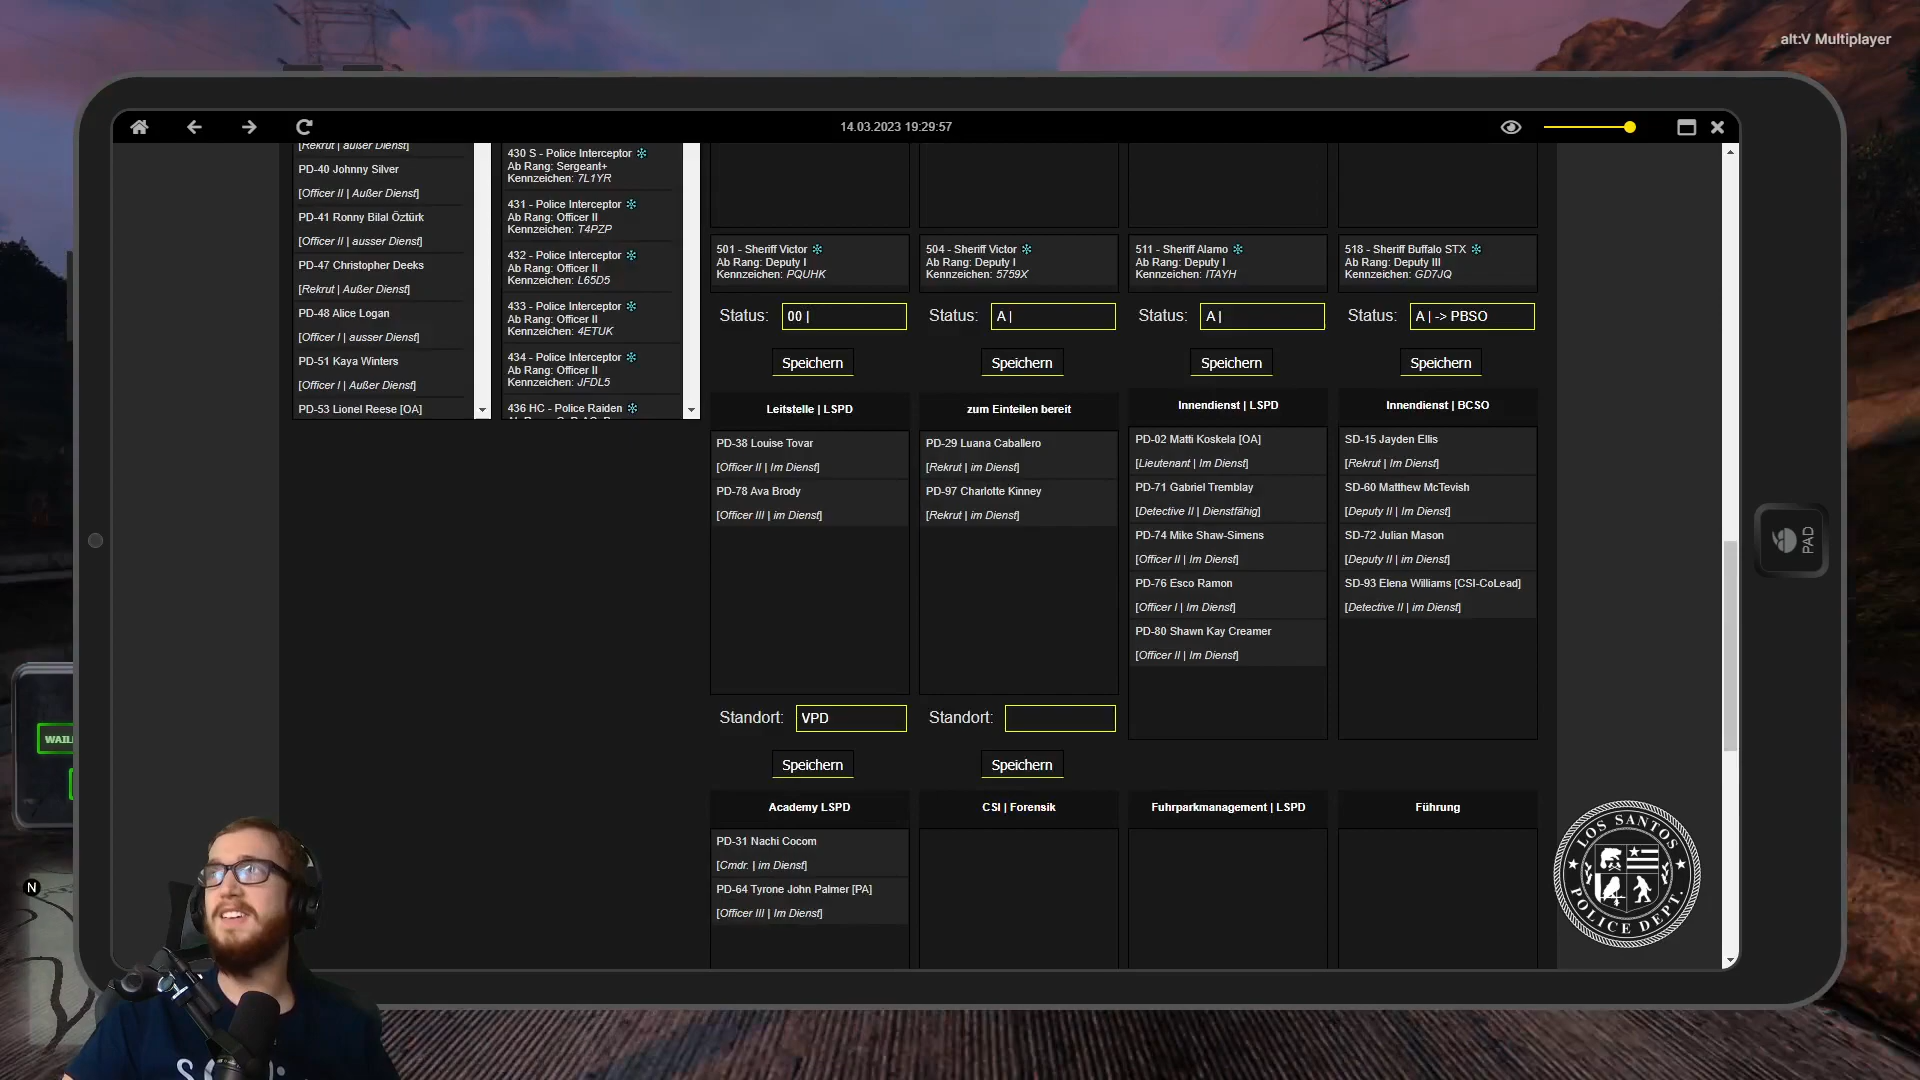 alt:V Multiplayer
14.03.2023 19:29:57
[Rekrut | außer Dienst]
PD-40 Johnny Silver
[Officer II | Außer Dienst]
PD-41 Ronny Bilal Öztürk
[Officer II | ausser Dienst]
PD-47 Christopher Deeks
[Rekrut | Außer Dienst]
PD-48 Alice Logan
[Officer I | ausser Dienst]
PD-51 Kaya Winters
[Officer I | Außer Dienst]
PD-53 Lionel Reese [OA]
430 S - Police Interceptor
Ab Rang: Sergeant+
Kennzeichen: 7L1YR
431 - Police Interceptor
Ab Rang: Officer II
Kennzeichen: T4PZP
432 - Police Interceptor
Ab Rang: Officer II
Kennzeichen: L65D5
433 - Police Interceptor
Ab Rang: Officer II
Kennzeichen: 4ETUK
434 - Police Interceptor
Ab Rang: Officer II
Kennzeichen: JFDL5
436 HC - Police Raiden
501 - Sheriff Victor
Ab Rang: Deputy I
Kennzeichen: PQUHK
Status: 00 |
Speichern
504 - Sheriff Victor
Ab Rang: Deputy I
Kennzeichen: 5759X
Status: A |
Speichern
511 - Sheriff Alamo
Ab Rang: Deputy I
Kennzeichen: ITAYH
Status: A |
Speichern
518 - Sheriff Buffalo STX
Ab Rang: Deputy III
Kennzeichen: GD7JQ
Status: A | -> PBSO
Speichern
Leitstelle | LSPD
PD-38 Louise Tovar
[Officer II | Im Dienst]
PD-78 Ava Brody
[Officer III | im Dienst]
Standort: VPD
Speichern
zum Einteilen bereit
PD-29 Luana Caballero
[Rekrut | im Dienst]
PD-97 Charlotte Kinney
[Rekrut | im Dienst]
Standort:
Speichern
Innendienst | LSPD
PD-02 Matti Koskela [OA]
[Lieutenant | Im Dienst]
PD-71 Gabriel Tremblay
[Detective II | Dienstfähig]
PD-74 Mike Shaw-Simens
[Officer II | Im Dienst]
PD-76 Esco Ramon
[Officer I | Im Dienst]
PD-80 Shawn Kay Creamer
[Officer II | Im Dienst]
Innendienst | BCSO
SD-15 Jayden Ellis
[Rekrut | Im Dienst]
SD-60 Matthew McTevish
[Deputy II | Im Dienst]
SD-72 Julian Mason
[Deputy II | im Dienst]
SD-93 Elena Williams [CSI-CoLead]
[Detective II | im Dienst]
Academy LSPD
PD-31 Nachi Cocom
[Cmdr. | im Dienst]
PD-64 Tyrone John Palmer [PA]
[Officer III | Im Dienst]
CSI | Forensik
Fuhrparkmanagement | LSPD
Führung
LOS SANTOS
POLICE DEPT.
PAD
N